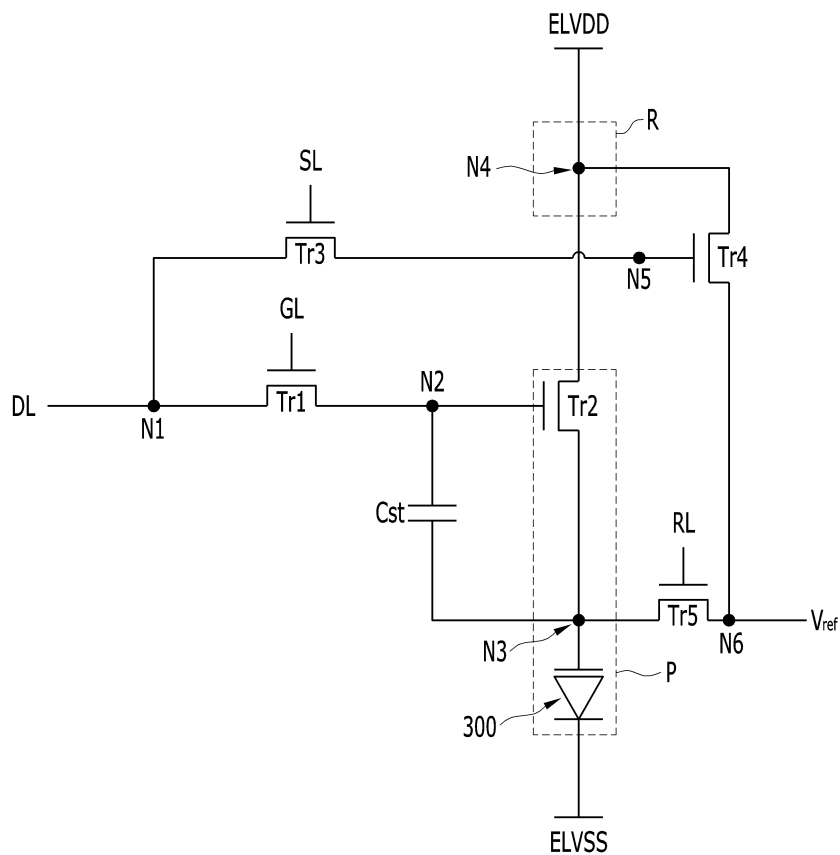 ELVDD
R
N4
SL
Tr3
N5
Tr4
GL
N2
DL
N1
Tr1
Tr2
Cst
RL
Tr5
Vref
N6
N3
P
300
ELVSS